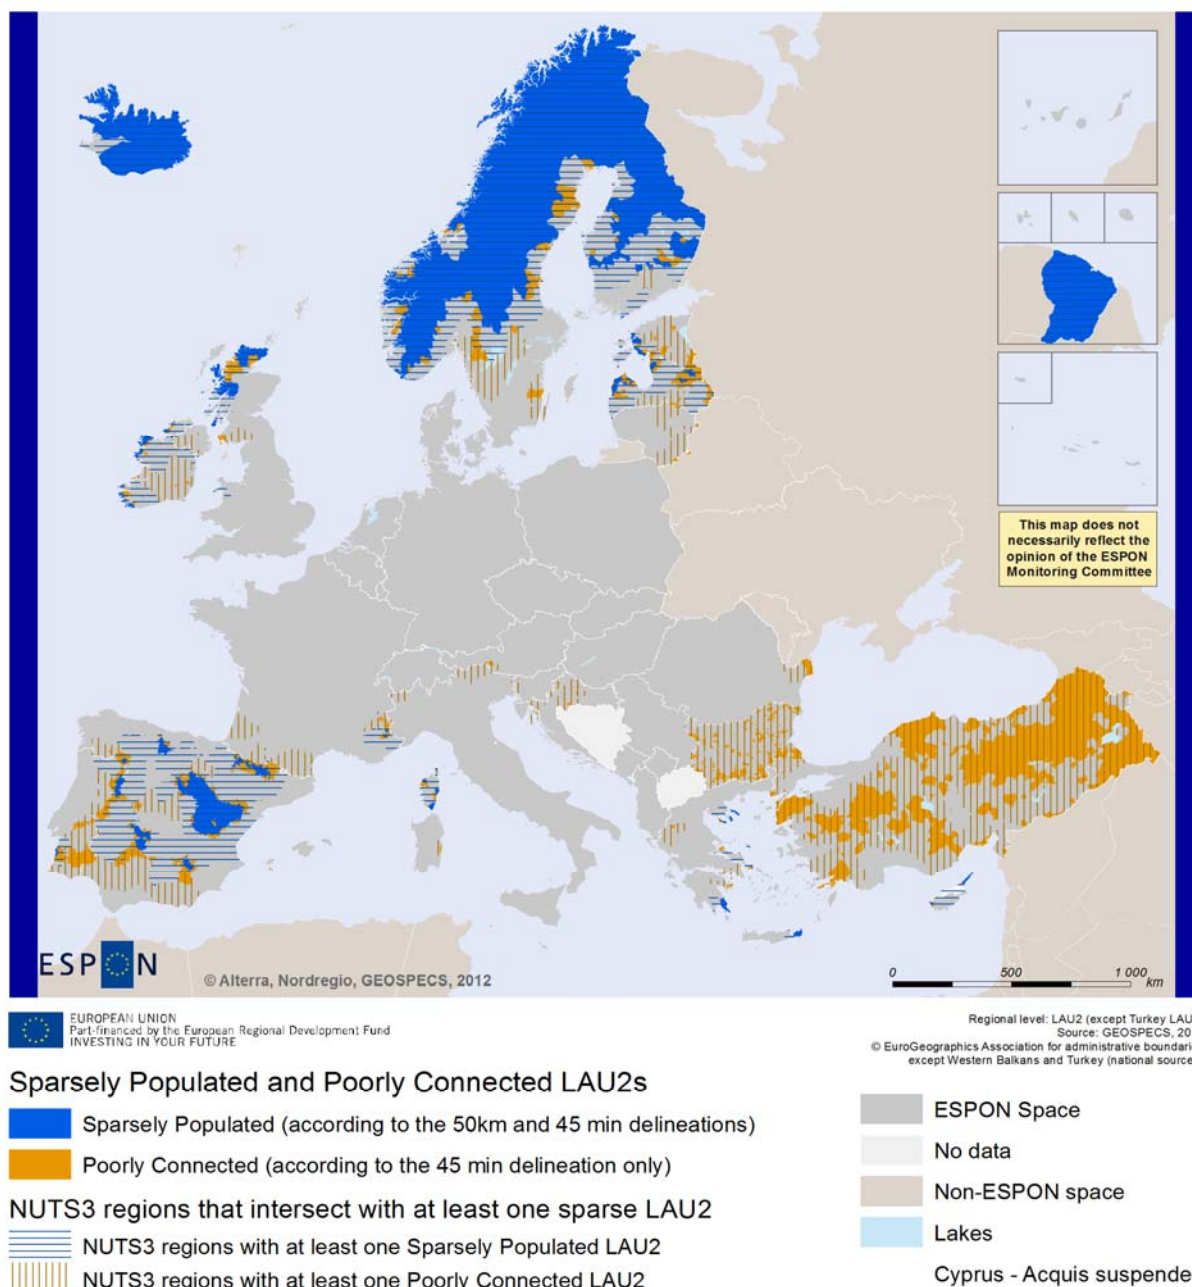 This map does not
necessarily reflect the
opinion of the ESPON
Monitoring Committee
ESPON
© Alterra, Nordregio, GEOSPECS, 2012
0 500 1 000
km
EUROPEAN UNION
Part-financed by the European Regional Development Fund
INVESTING IN YOUR FUTURE
Regional level: LAU2 (except Turkey LAU
Source: GEOSPECS, 20
© EuroGeographics Association for administrative boundari
except Western Balkans and Turkey (national source
Sparsely Populated and Poorly Connected LAU2s
Sparsely Populated (according to the 50km and 45 min delineations)
Poorly Connected (according to the 45 min delineation only)
NUTS3 regions that intersect with at least one sparse LAU2
NUTS3 regions with at least one Sparsely Populated LAU2
NUTS3 regions with at least one Poorly Connected LAU2
ESPON Space
No data
Non-ESPON space
Lakes
Cyprus - Acquis suspende